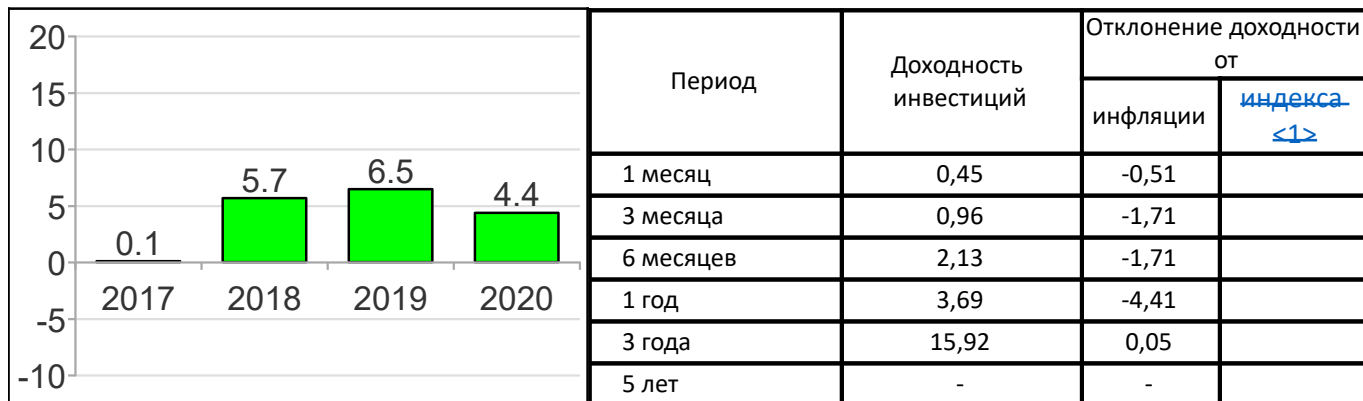 20
15
10
5
0
-5
-10
0.1
5.7
6.5
4.4
2017 2018 2019 2020
Период
Доходность
инвестиций
Отклонение доходности
от
инфляции
индекса
<1>
1 месяц 0,45 -0,51
3 месяца 0,96 -1,71
6 месяцев 2,13 -1,71
1 год 3,69 -4,41
3 года 15,92 0,05
5 лет - -